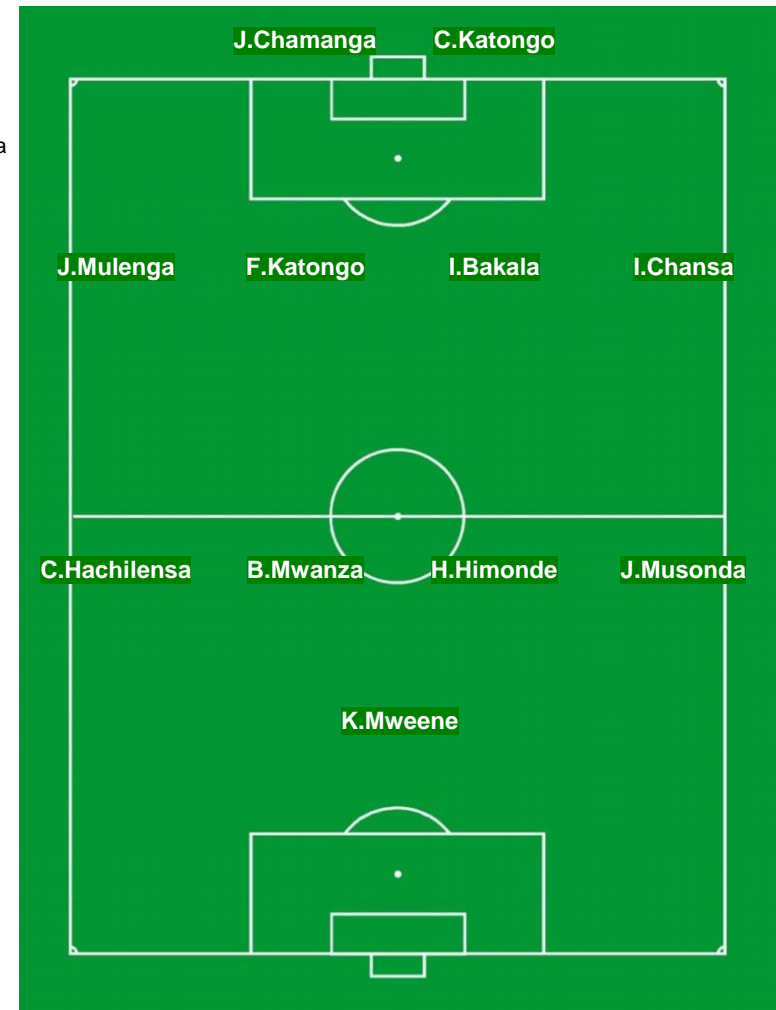 J.Chamanga C.Katongo
a
J.Mulenga F.Katongo I.Bakala I.Chansa
C.Hachilensa B.Mwanza H.Himonde J.Musonda
K.Mweene